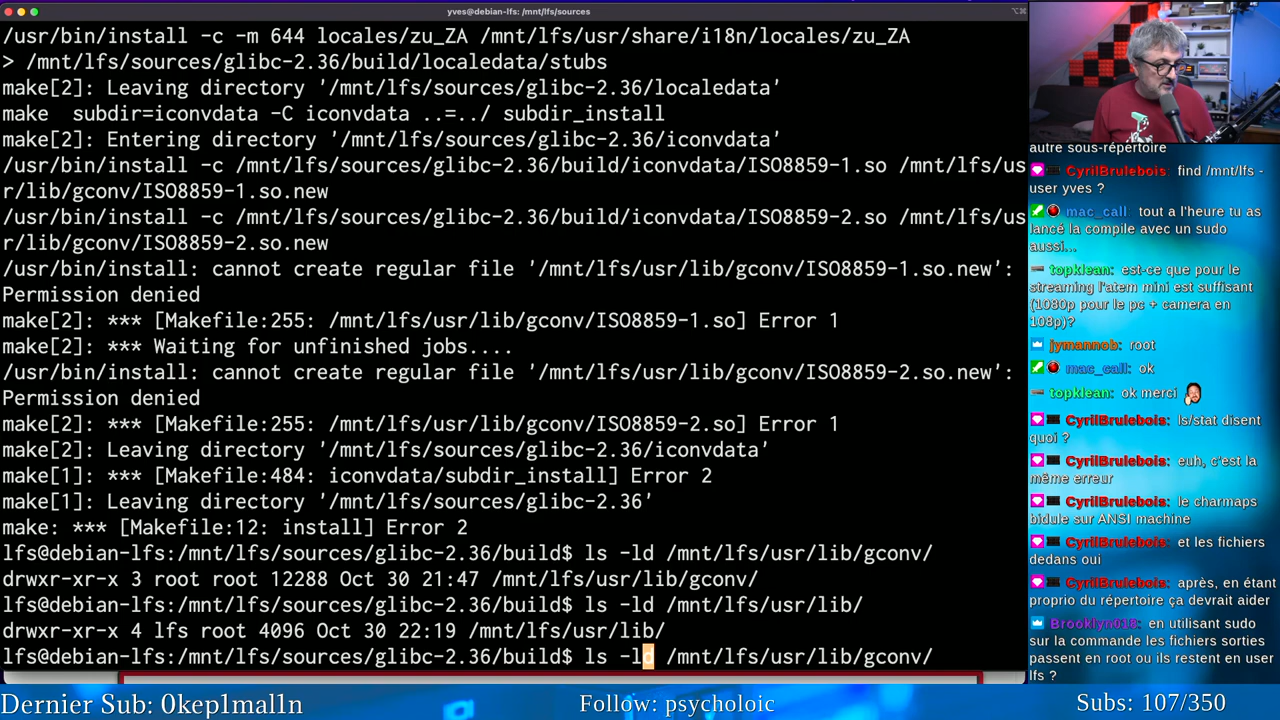 yves@debian-lfs: /mnt/lfs/sources
/usr/bin/install -c -m 644 locales/zu_ZA /mnt/lfs/usr/share/i18n/locales/zu_ZA
> /mnt/lfs/sources/glibc-2.36/build/localedata/stubs
make[2]: Leaving directory '/mnt/lfs/sources/glibc-2.36/localedata'
make  subdir=iconvdata -C iconvdata ..=../ subdir_install
make[2]: Entering directory '/mnt/lfs/sources/glibc-2.36/iconvdata'
/usr/bin/install -c /mnt/lfs/sources/glibc-2.36/build/iconvdata/ISO8859-1.so /mnt/lfs/us
r/lib/gconv/ISO8859-1.so.new
/usr/bin/install -c /mnt/lfs/sources/glibc-2.36/build/iconvdata/ISO8859-2.so /mnt/lfs/us
r/lib/gconv/ISO8859-2.so.new
/usr/bin/install: cannot create regular file '/mnt/lfs/usr/lib/gconv/ISO8859-1.so.new':
Permission denied
make[2]: *** [Makefile:255: /mnt/lfs/usr/lib/gconv/ISO8859-1.so] Error 1
make[2]: *** Waiting for unfinished jobs....
/usr/bin/install: cannot create regular file '/mnt/lfs/usr/lib/gconv/ISO8859-2.so.new':
Permission denied
make[2]: *** [Makefile:255: /mnt/lfs/usr/lib/gconv/ISO8859-2.so] Error 1
make[2]: Leaving directory '/mnt/lfs/sources/glibc-2.36/iconvdata'
make[1]: *** [Makefile:484: iconvdata/subdir_install] Error 2
make[1]: Leaving directory '/mnt/lfs/sources/glibc-2.36'
make: *** [Makefile:12: install] Error 2
lfs@debian-lfs:/mnt/lfs/sources/glibc-2.36/build$ ls -ld /mnt/lfs/usr/lib/gconv/
drwxr-xr-x 3 root root 12288 Oct 30 21:47 /mnt/lfs/usr/lib/gconv/
lfs@debian-lfs:/mnt/lfs/sources/glibc-2.36/build$ ls -ld /mnt/lfs/usr/lib/
drwxr-xr-x 4 lfs root 4096 Oct 30 22:19 /mnt/lfs/usr/lib/
lfs@debian-lfs:/mnt/lfs/sources/glibc-2.36/build$ ls -ld /mnt/lfs/usr/lib/gconv/
autre sous-répertoire
CyrilBrulebois: find /mnt/lfs -
user yves ?
mac_call: tout a l'heure tu as
lancé la compile avec un sudo
aussi...
topklean: est-ce que pour le
streaming l'atem mini est suffisant
(1080p pour le pc + camera en
108p)?
jymannob: root
mac_call: ok
topklean: ok merci
CyrilBrulebois: ls/stat disent
quoi ?
CyrilBrulebois: euh, c'est la
même erreur
CyrilBrulebois: le charmaps
bidule sur ANSI machine
CyrilBrulebois: et les fichiers
dedans oui
CyrilBrulebois: après, en étant
proprio du répertoire ça devrait aider
Brooklyn018: en utilisant sudo
sur la commande les fichiers sorties
passent en root ou ils restent en user
lfs ?
Dernier Sub: 0kep1mal1n
Follow: psycholoic
Subs: 107/350